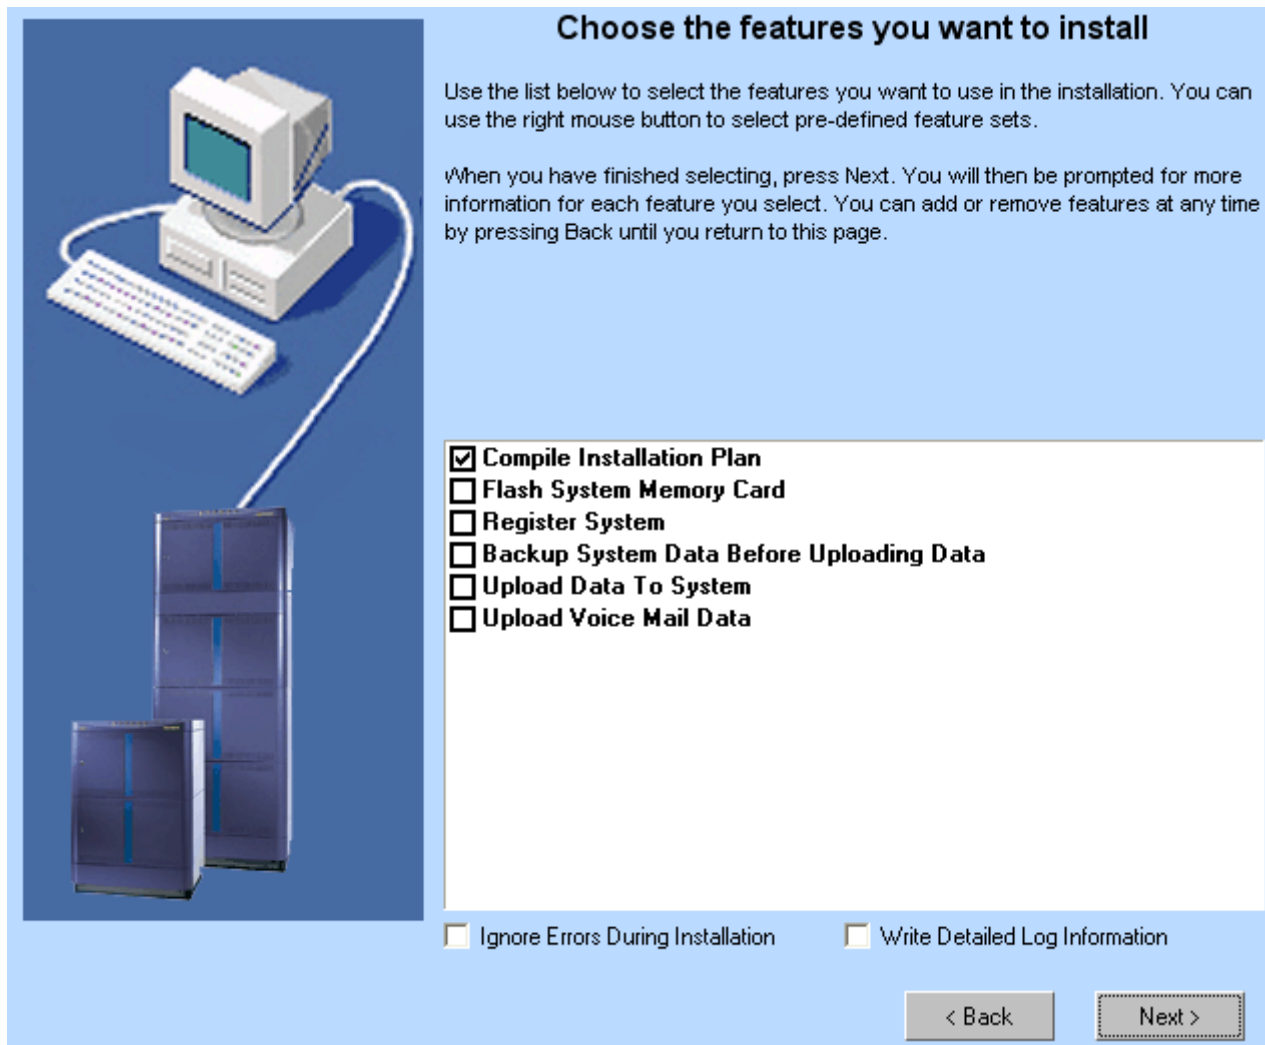 Choose the features you want to install
Use the list below to select the features you want to use in the installation. You can
use the right mouse button to select pre-defined feature sets.
When you have finished selecting, press Next. You will then be prompted for more
information for each feature you select. You can add or remove features at any time
by pressing Back until you return to this page.
Compile Installation Plan
Flash System Memory Card
Register System
Backup System Data Before Uploading Data
Upload Data To System
Upload Voice Mail Data
Ignore Errors During Installation
Write Detailed Log Information
< Back
Next >